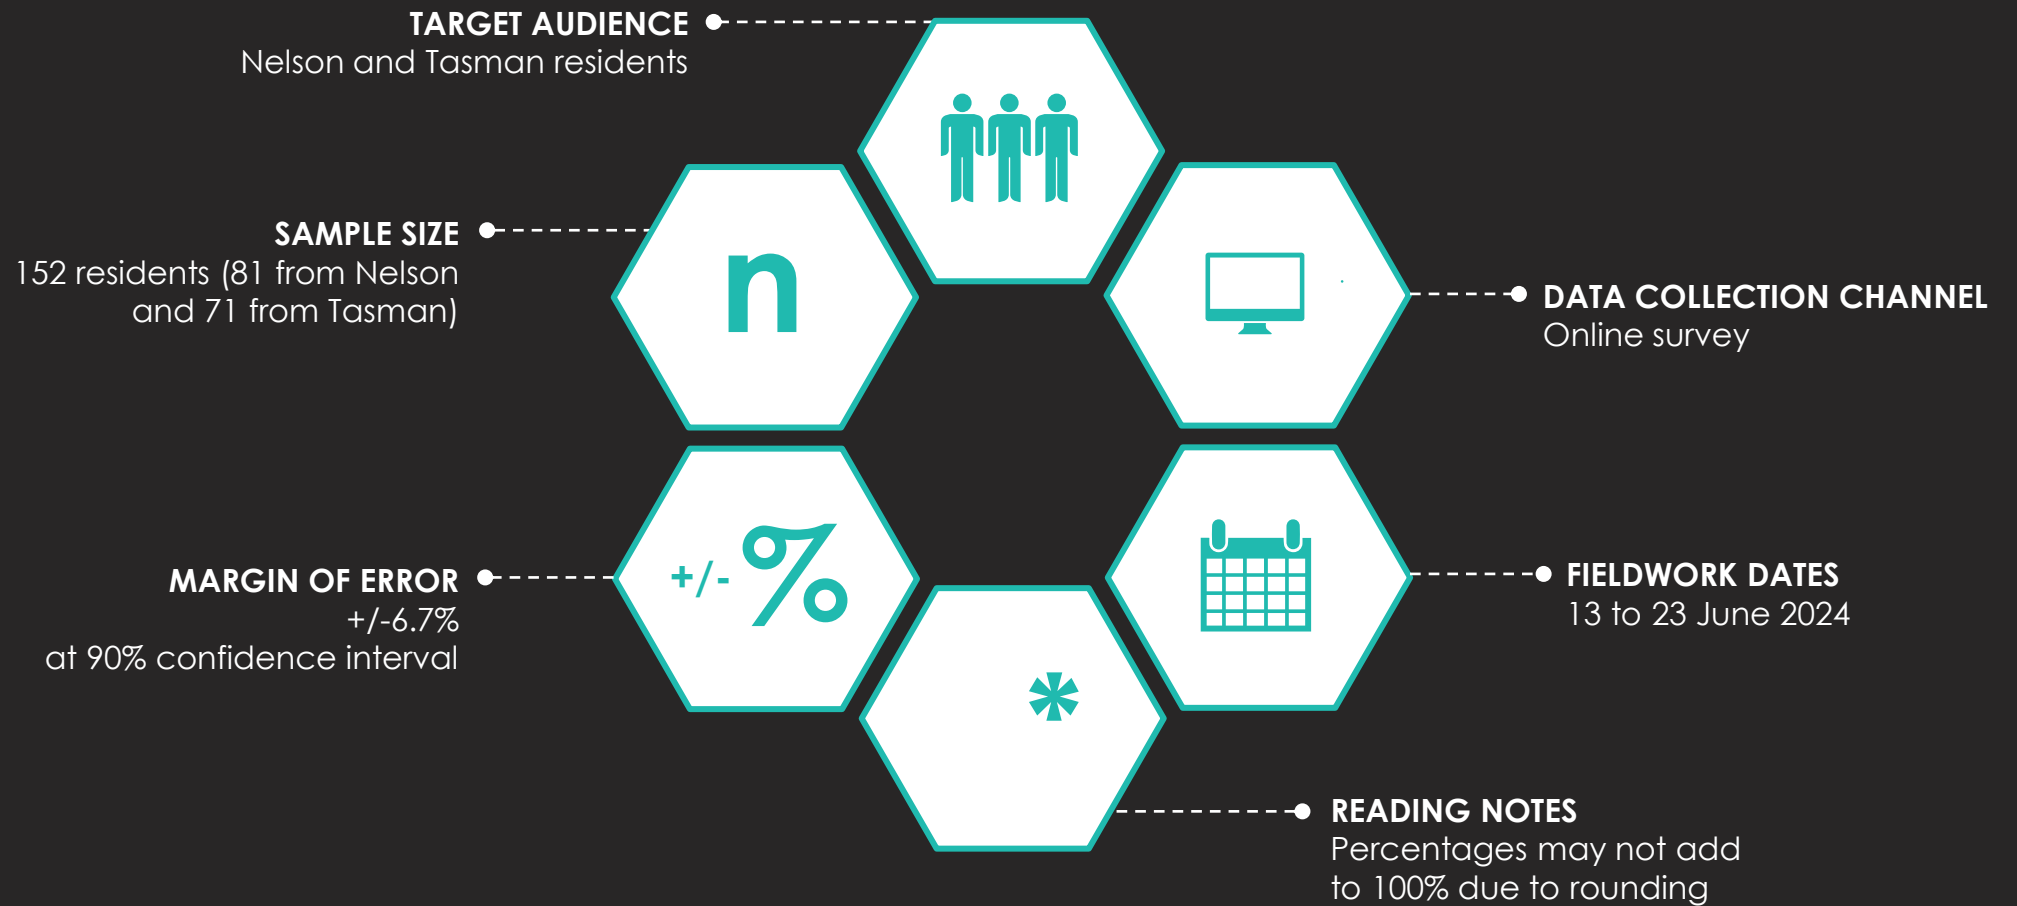 TARGET AUDIENCE
Nelson and Tasman residents
SAMPLE SIZE
152 residents (81 from Nelson
and 71 from Tasman)
n
DATA COLLECTION CHANNEL
Online survey
MARGIN OF ERROR
+/-6.7%
at 90% confidence interval
+/-%
FIELDWORK DATES
13 to 23 June 2024
*
READING NOTES
Percentages may not add
to 100% due to rounding